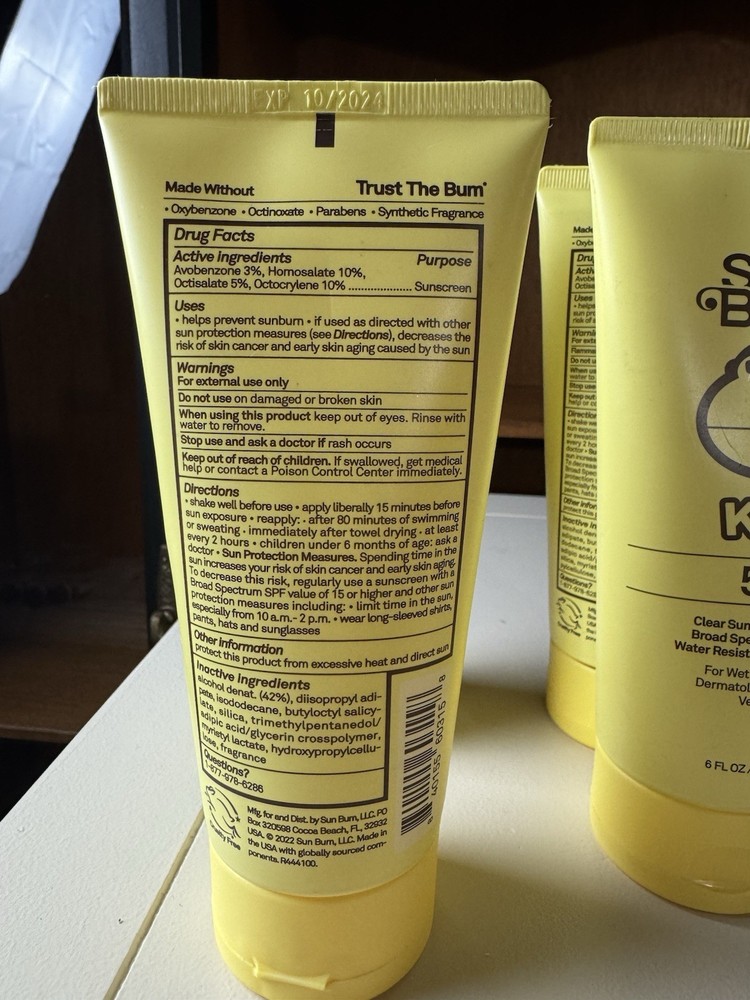 EXP 10/2024
Made Without
Trust The Bum®
• Oxybenzone • Octinoxate • Parabens • Synthetic Fragrance
Drug Facts
Active ingredients
Purpose
Avobenzone 3%, Homosalate 10%,
Octisalate 5%, Octocrylene 10% ..................... Sunscreen
Uses
• helps prevent sunburn • if used as directed with other
sun protection measures (see Directions), decreases the
risk of skin cancer and early skin aging caused by the sun
Warnings
For external use only
Do not use on damaged or broken skin
When using this product keep out of eyes. Rinse with
water to remove.
Stop use and ask a doctor if rash occurs
Keep out of reach of children. If swallowed, get medical
help or contact a Poison Control Center immediately.
Directions
• shake well before use • apply liberally 15 minutes before
sun exposure • reapply: • after 80 minutes of swimming
or sweating • immediately after towel drying • at least
every 2 hours • children under 6 months of age: ask a
doctor • Sun Protection Measures. Spending time in the
sun increases your risk of skin cancer and early skin aging.
To decrease this risk, regularly use a sunscreen with a
Broad Spectrum SPF value of 15 or higher and other sun
protection measures including: • limit time in the sun,
especially from 10 a.m.- 2 p.m. • wear long-sleeved shirts,
pants, hats and sunglasses
Other information
protect this product from excessive heat and direct sun
Inactive ingredients
alcohol denat. (42%), diisopropyl adi-
pate, isododecane, butyloctyl salicy-
late, silica, trimethylpentanedol/
adipic acid/glycerin crosspolymer,
myristyl lactate, hydroxypropylcellu-
lose, fragrance
Questions?
1-877-978-6286
Cruelty Free
Mfg. for and Dist. by Sun Bum, LLC. PO
Box 320598 Cocoa Beach, FL, 32932
USA. © 2022 Sun Bum, LLC. Made in
the USA with globally sourced com-
ponents. R444100.
40155 60315 8
Clear Sun
Broad Spe
Water Resist
For Wet
Dermatol
Ve
6 FL OZ